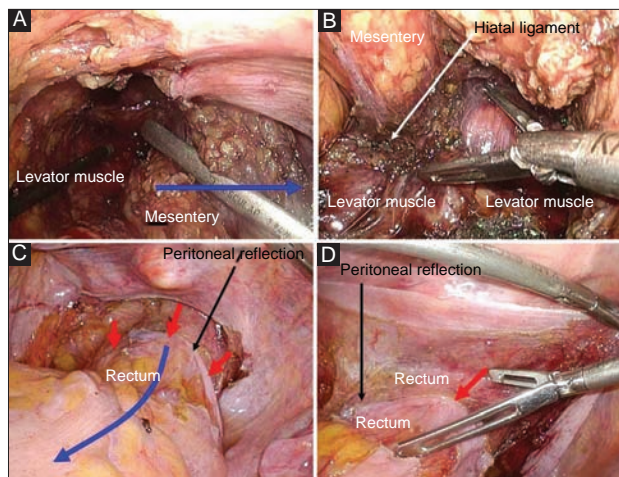 A
Levator muscle
Mesentery
B
Mesentery
Hiatal ligament
Levator muscle
Levator muscle
C
Peritoneal reflection
Rectum
D
Peritoneal reflection
Rectum
Rectum